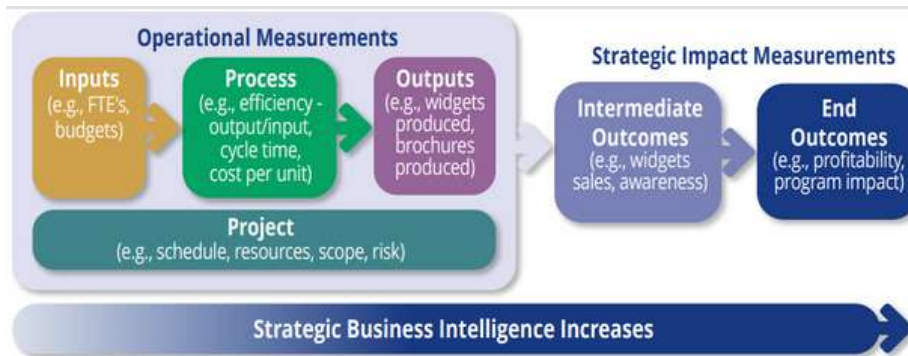 Operational Measurements
Inputs
(e.g., FTE's,
budgets)
Process
(e.g., efficiency -
output/input,
cycle time,
cost per unit)
Outputs
(e.g., widgets
produced,
brochures
produced)
Project
(e.g., schedule, resources, scope, risk)
Strategic Impact Measurements
Intermediate
Outcomes
(e.g., widgets
sales, awareness)
End
Outcomes
(e.g., profitability,
program impact)
Strategic Business Intelligence Increases